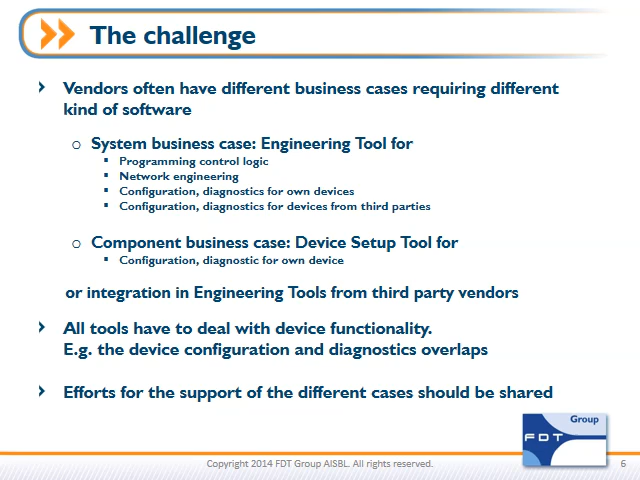 The challenge
Vendors often have different business cases requiring different
kind of software
o System business case: Engineering Tool for
▪ Programming control logic
▪ Network engineering
▪ Configuration, diagnostics for own devices
▪ Configuration, diagnostics for devices from third parties
o Component business case: Device Setup Tool for
▪ Configuration, diagnostic for own device
or integration in Engineering Tools from third party vendors
All tools have to deal with device functionality.
E.g. the device configuration and diagnostics overlaps
Efforts for the support of the different cases should be shared
Group
FDT
Copyright 2014 FDT Group AISBL. All rights reserved.
6